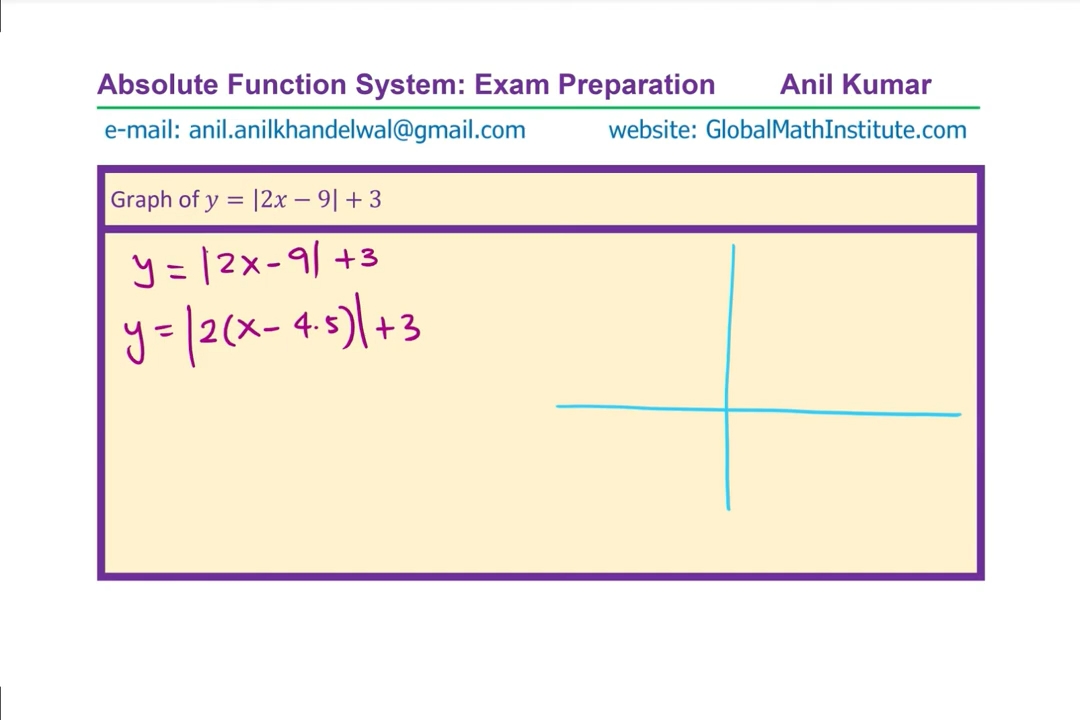 Absolute Function System: Exam Preparation Anil Kumar
e-mail: anil.anilkhandelwal@gmail.com website: GlobalMathInstitute.com
Graph of y = |2x − 9| + 3
y = |2x-9| +3
y = |2(x- 4.5)| +3